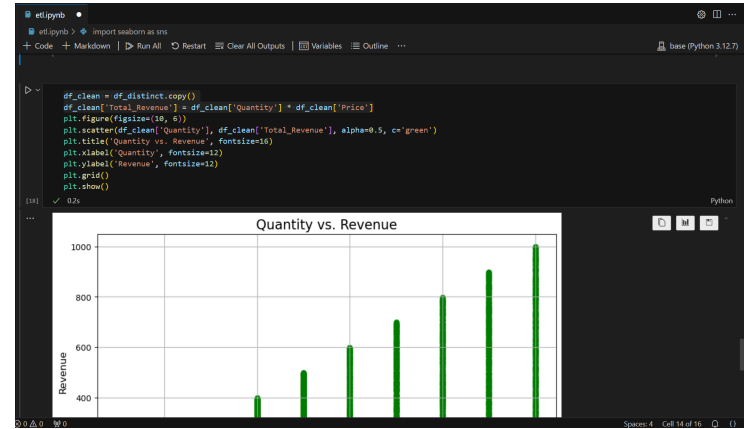 etl.ipynb
etl.ipynb > import seaborn as sns
+ Code + Markdown | Run All Restart Clear All Outputs | Variables Outline ... base (Python 3.12.7)
df_clean = df_distinct.copy()
df_clean['Total_Revenue'] = df_clean['Quantity'] * df_clean['Price']
plt.figure(figsize=(10, 6))
plt.scatter(df_clean['Quantity'], df_clean['Total_Revenue'], alpha=0.5, c='green')
plt.title('Quantity vs. Revenue', fontsize=16)
plt.xlabel('Quantity', fontsize=12)
plt.ylabel('Revenue', fontsize=12)
plt.grid()
plt.show()
[18] ✓ 0.2s Python
Quantity vs. Revenue
1000
800
600
400
Revenue
0 0 0 Spaces: 4 Cell 14 of 16